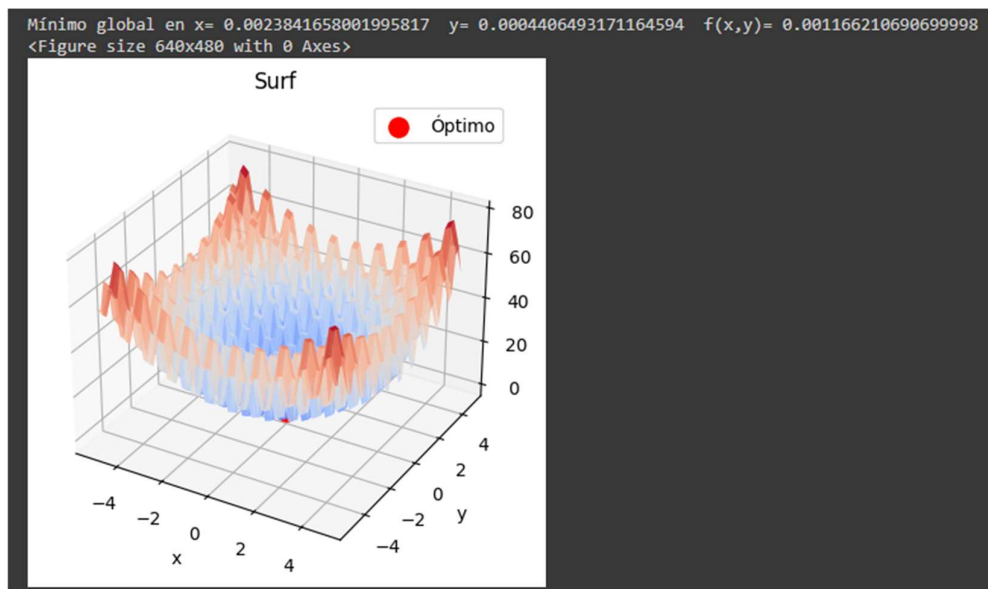 Mínimo global en x= 0.0023841658001995817 y= 0.0004406493171164594 f(x,y)= 0.001166210690699998
<Figure size 640x480 with 0 Axes>
Surf
Óptimo
80
60
40
20
0
4
2
0
−2
−4
y
−4
−2
0
2
4
x